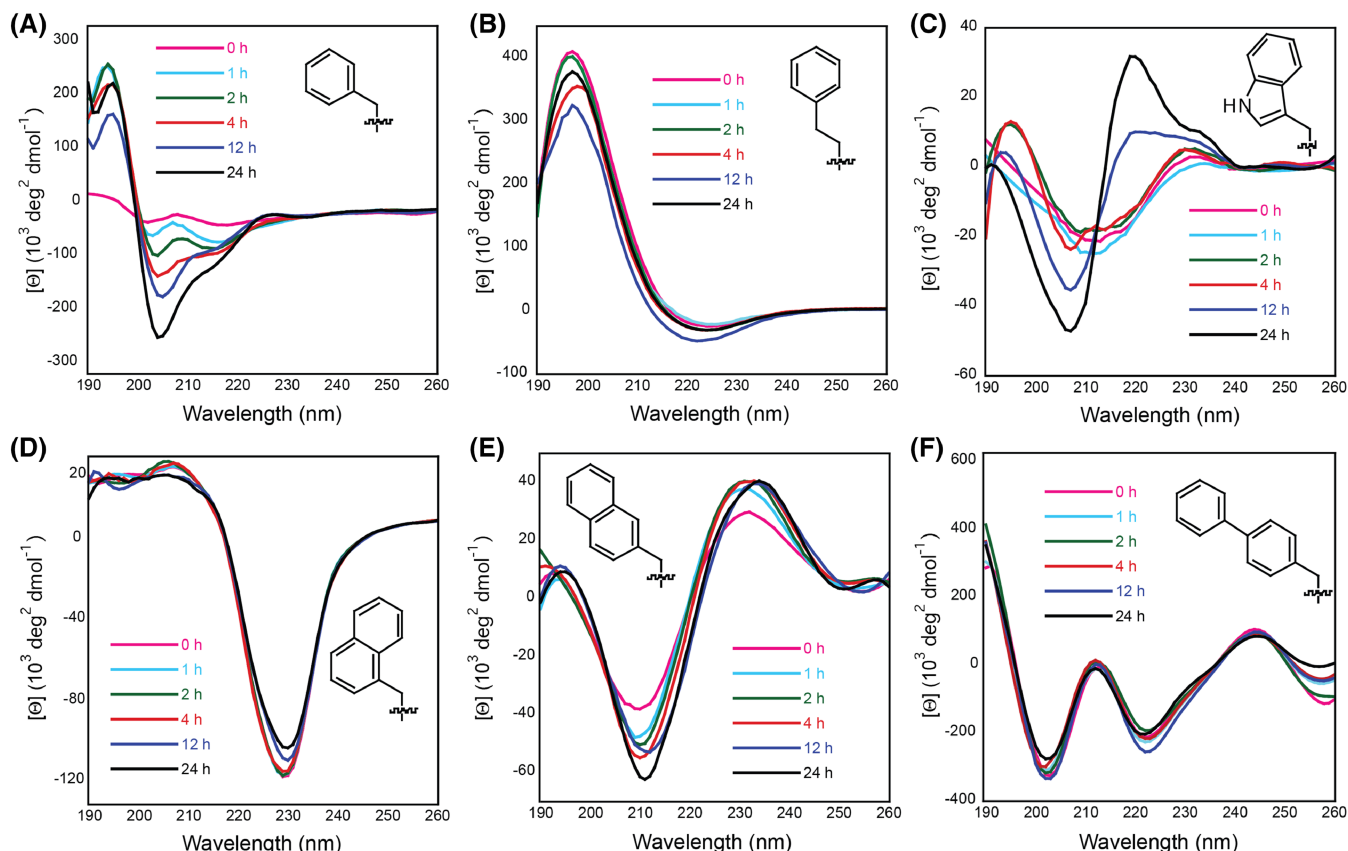 (A)
[Θ] (10³ deg² dmol⁻¹)
300
200
100
0
-100
-200
-300
0 h
1 h
2 h
4 h
12 h
24 h
190 200 210 220 230 240 250 260
Wavelength (nm)
(B)
[Θ] (10³ deg² dmol⁻¹)
400
300
200
100
0
-100
0 h
1 h
2 h
4 h
12 h
24 h
190 200 210 220 230 240 250 260
Wavelength (nm)
(C)
[Θ] (10³ deg² dmol⁻¹)
40
20
0
-20
-40
-60
HN
0 h
1 h
2 h
4 h
12 h
24 h
190 200 210 220 230 240 250 260
Wavelength (nm)
(D)
[Θ] (10³ deg² dmol⁻¹)
20
0
-40
-80
-120
0 h
1 h
2 h
4 h
12 h
24 h
190 200 210 220 230 240 250 260
Wavelength (nm)
(E)
[Θ] (10³ deg² dmol⁻¹)
40
20
0
-20
-40
-60
0 h
1 h
2 h
4 h
12 h
24 h
190 200 210 220 230 240 250 260
Wavelength (nm)
(F)
[Θ] (10³ deg² dmol⁻¹)
600
400
200
0
-200
-400
0 h
1 h
2 h
4 h
12 h
24 h
190 200 210 220 230 240 250 260
Wavelength (nm)